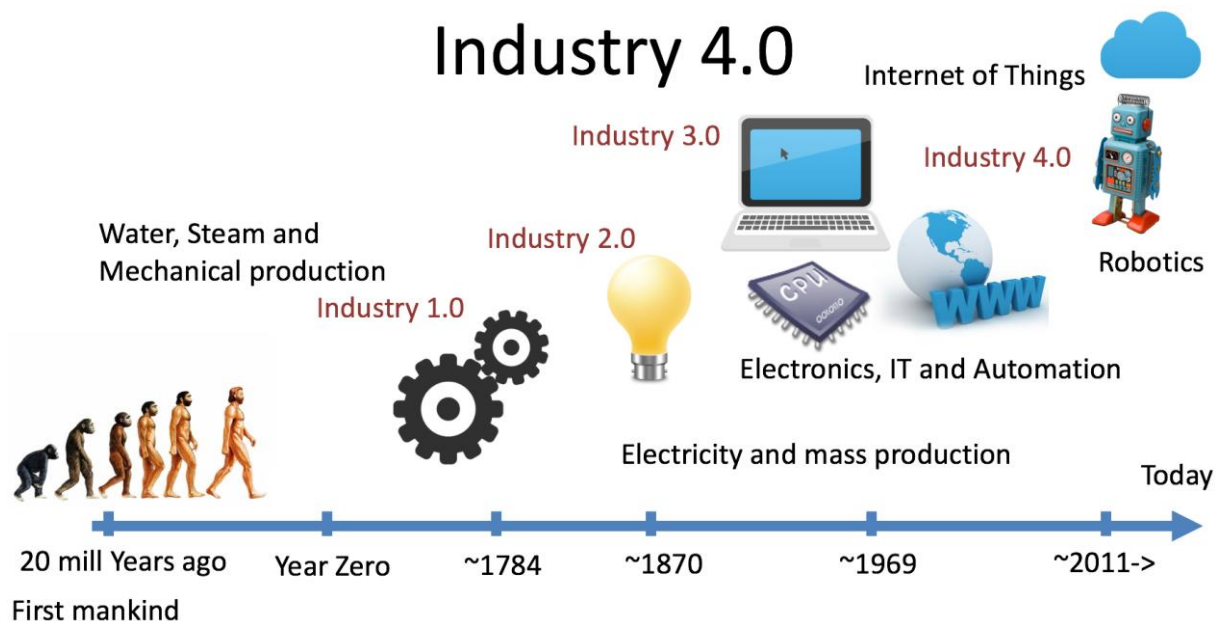 Industry 4.0
Internet of Things
Industry 3.0
Industry 4.0
Water, Steam and
Mechanical production
Industry 2.0
Robotics
Industry 1.0
CPU
001010
WWW
Electronics, IT and Automation
Electricity and mass production
Today
20 mill Years ago
Year Zero
~1784
~1870
~1969
~2011->
First mankind